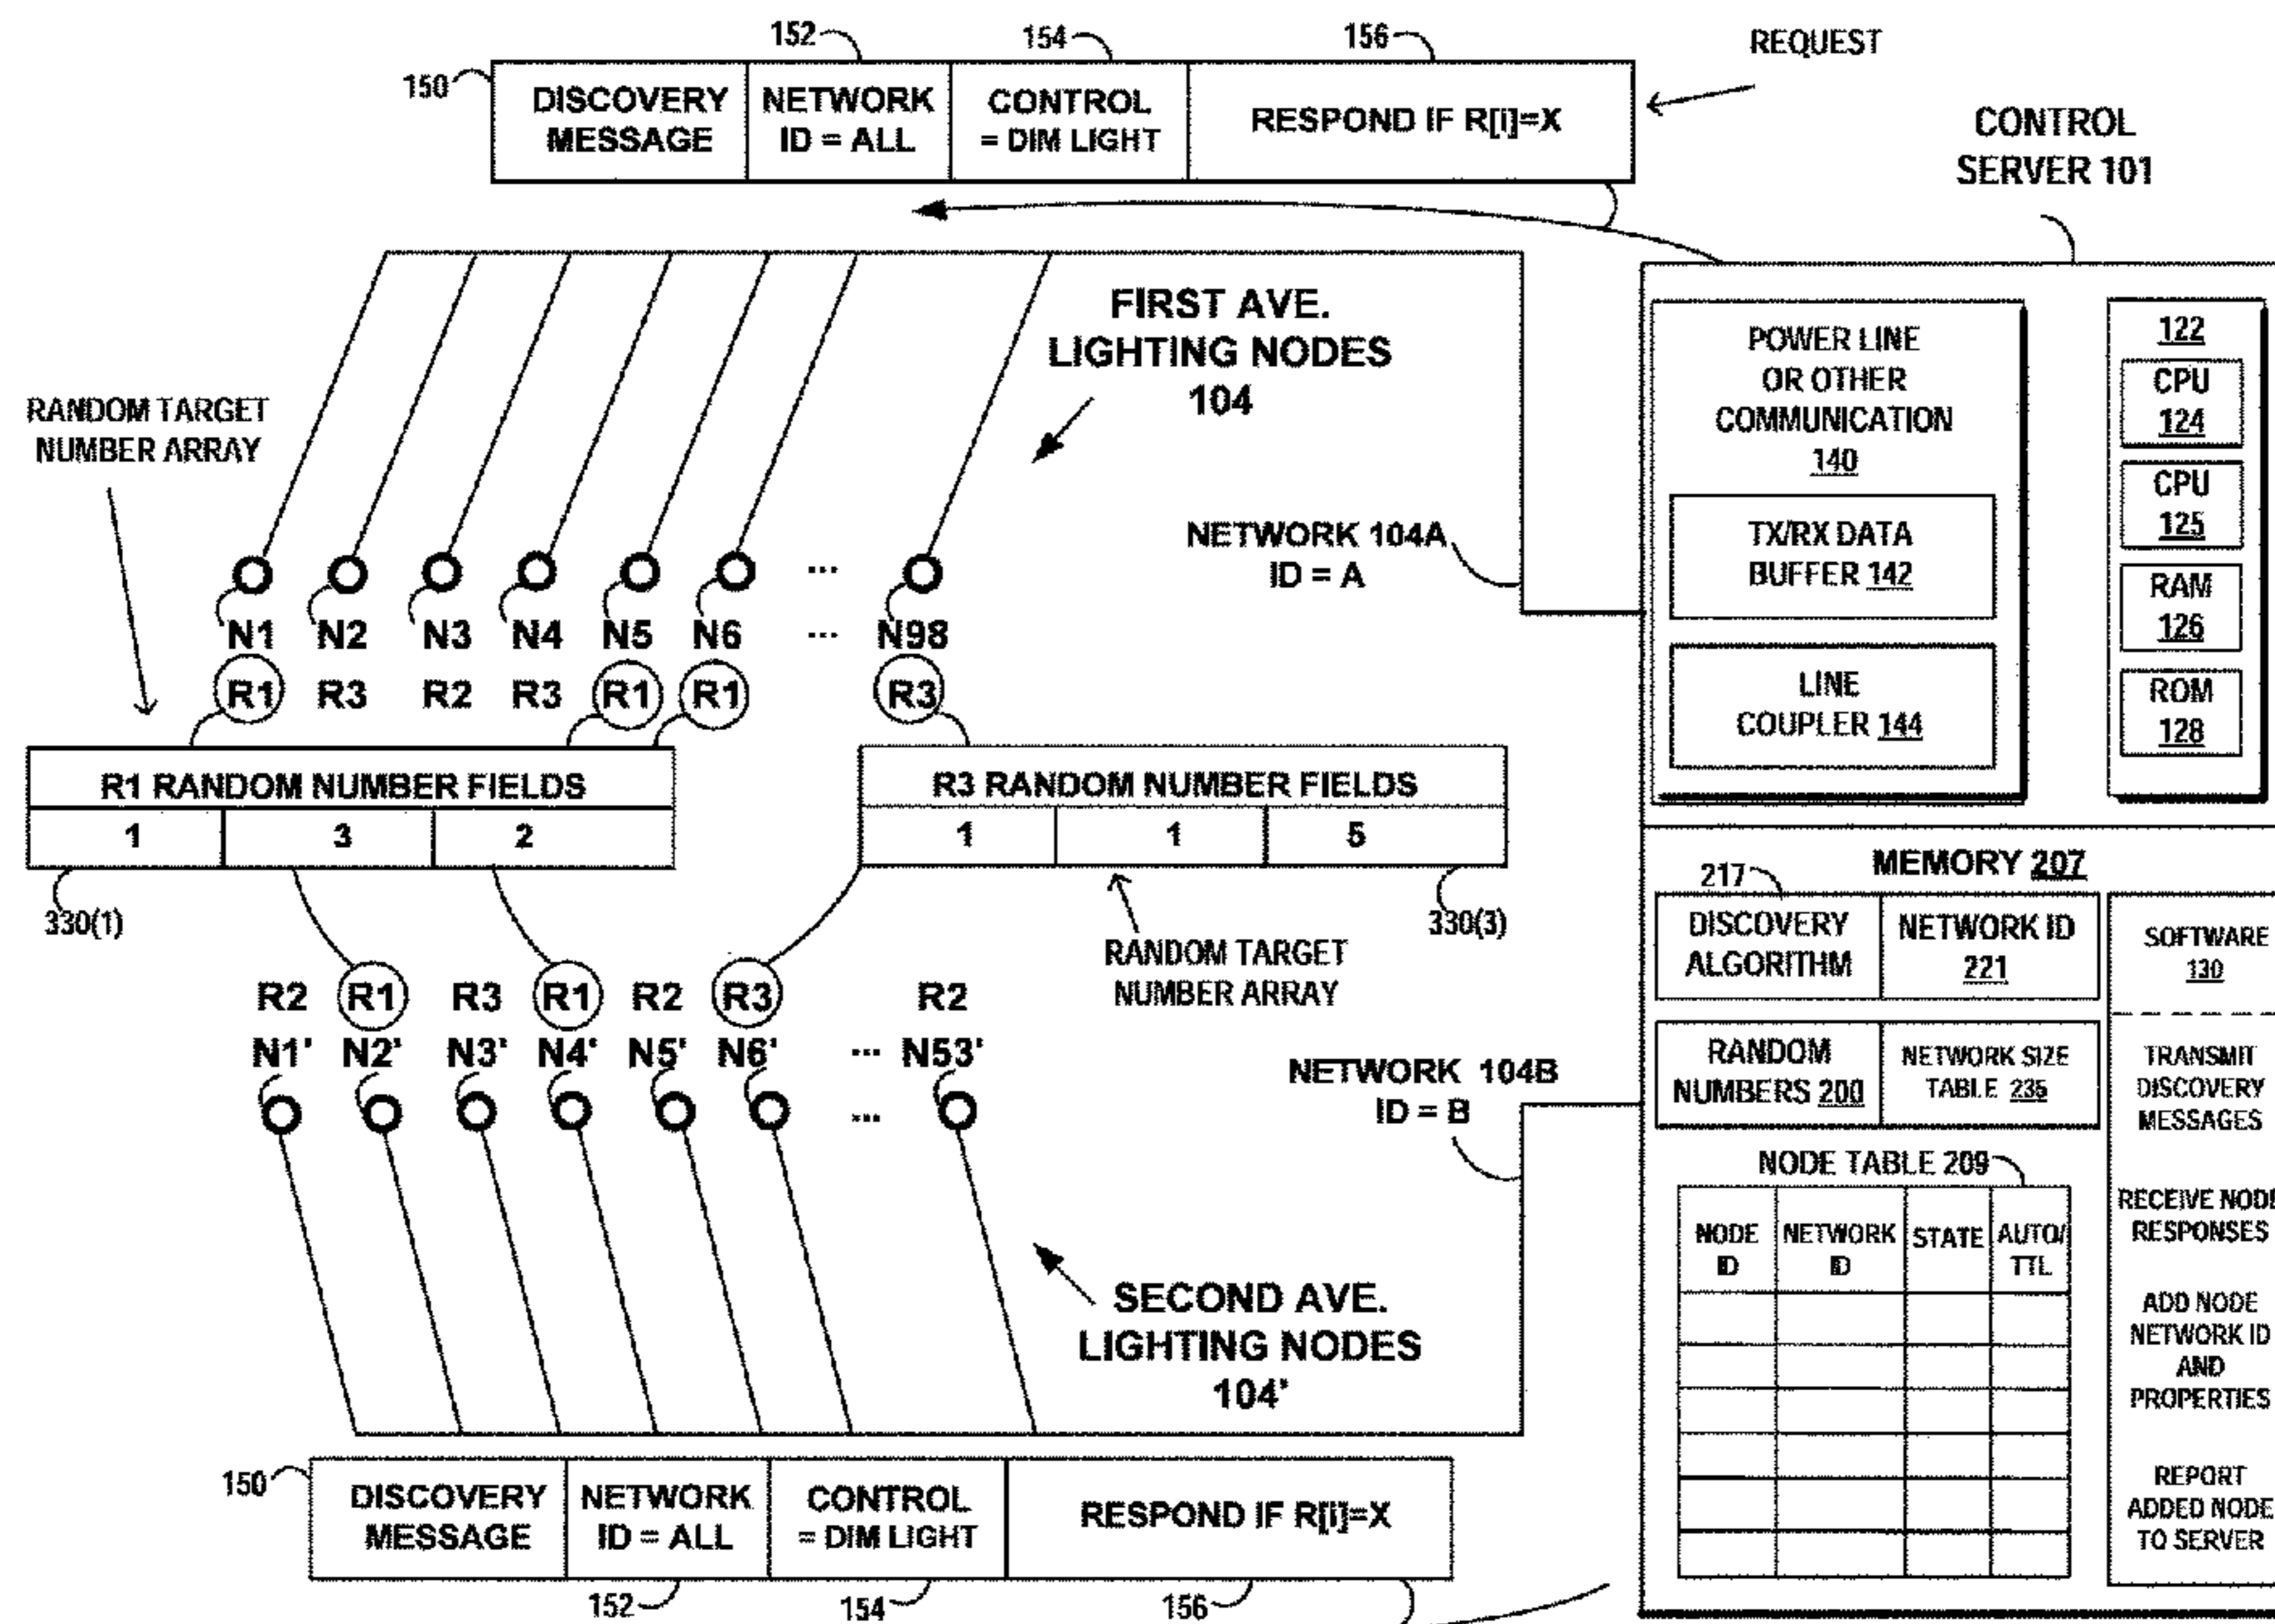 152
154
156
REQUEST
150
DISCOVERY MESSAGE
NETWORK ID = ALL
CONTROL = DIM LIGHT
RESPOND IF R[i]=X
CONTROL
SERVER 101
FIRST AVE.
LIGHTING NODES
104
RANDOM TARGET
NUMBER ARRAY
NETWORK 104A
ID = A
N1 N2 N3 N4 N5 N6 ... N98
...
R1 R3 R2 R3 R1 R1 R3
R1 RANDOM NUMBER FIELDS
1 3 2
R3 RANDOM NUMBER FIELDS
1 1 5
330(1)
330(3)
RANDOM TARGET
NUMBER ARRAY
R2 R1 R3 R1 R2 R3 R2
N1' N2' N3' N4' N5' N6' ... N53'
...
NETWORK 104B
ID = B
SECOND AVE.
LIGHTING NODES
104'
150
DISCOVERY MESSAGE
NETWORK ID = ALL
CONTROL = DIM LIGHT
RESPOND IF R[i]=X
152
154
156
POWER LINE
OR OTHER
COMMUNICATION
140
TX/RX DATA
BUFFER 142
LINE
COUPLER 144
122
CPU
124
CPU
125
RAM
126
ROM
128
MEMORY 207
217
DISCOVERY
ALGORITHM
NETWORK ID
221
RANDOM
NUMBERS 200
NETWORK SIZE
TABLE 235
NODE TABLE 209
NODE ID
NETWORK ID
STATE
AUTO/ TTL
SOFTWARE
130
TRANSMIT
DISCOVERY
MESSAGES
RECEIVE NODE
RESPONSES
ADD NODE
NETWORK ID
AND
PROPERTIES
REPORT
ADDED NODE
TO SERVER